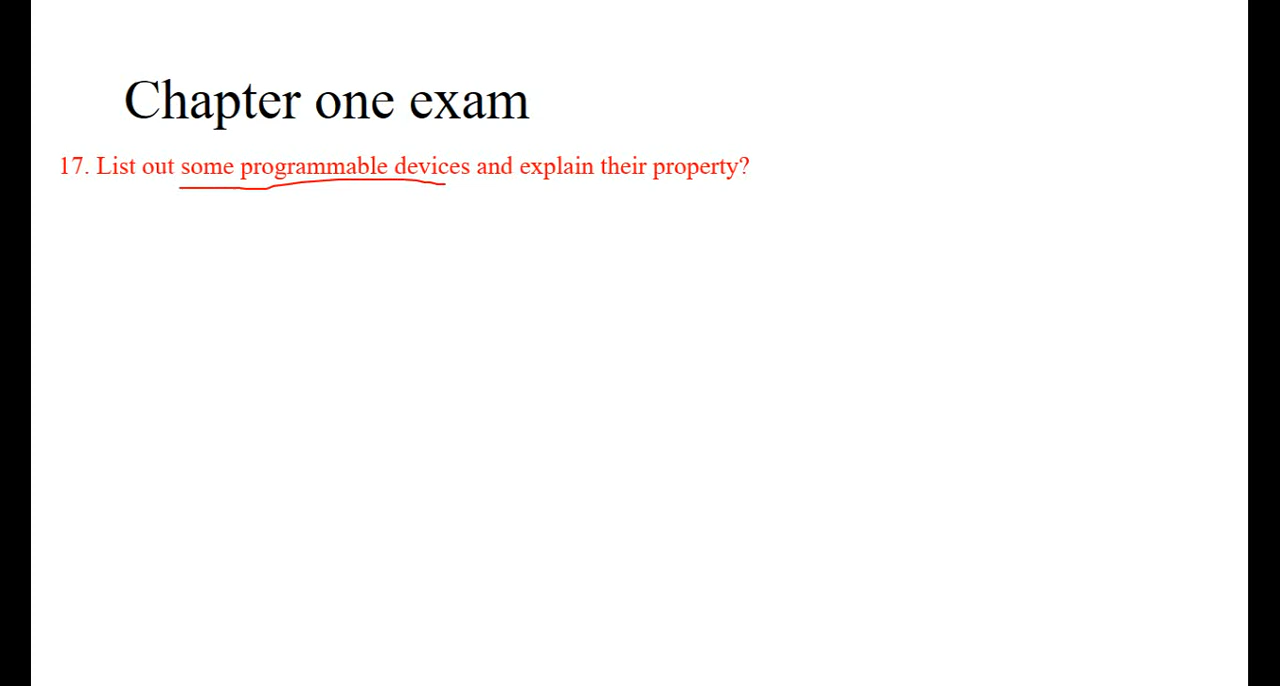 Chapter one exam
17. List out some programmable devices and explain their property?